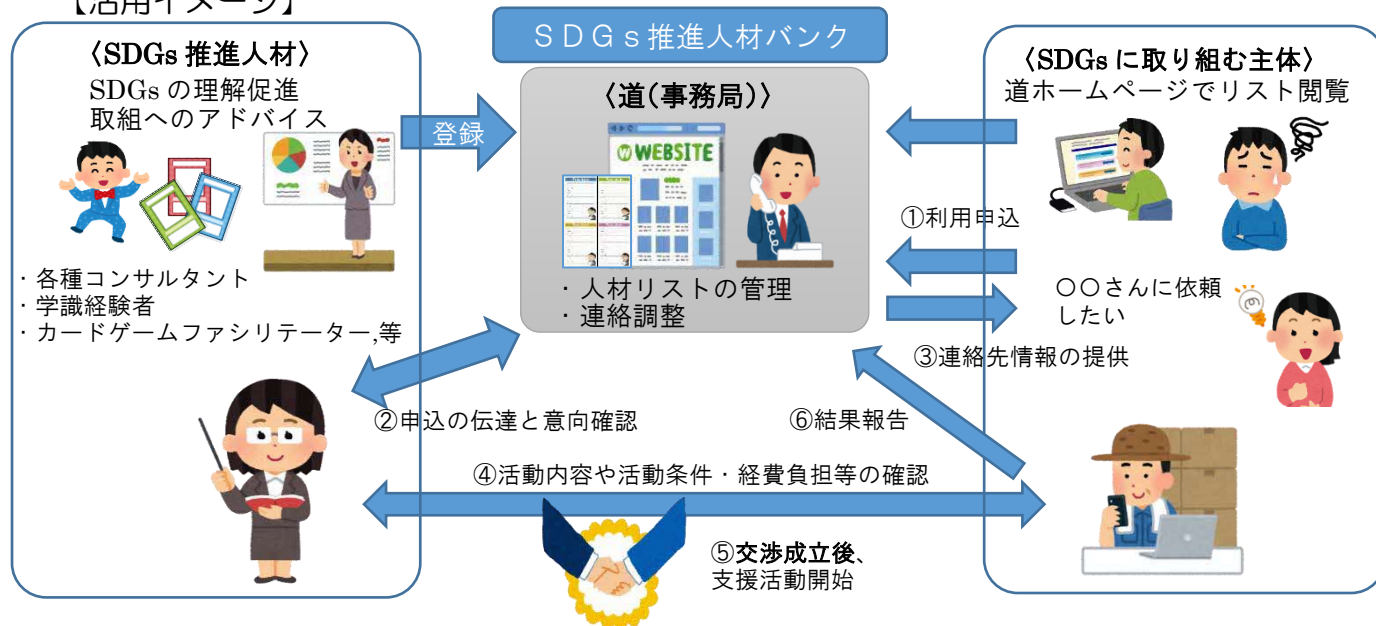 【活用イメージ】
ＳＤＧｓ推進人材バンク
〈SDGs 推進人材〉
SDGs の理解促進
取組へのアドバイス
・各種コンサルタント
・学識経験者
・カードゲームファシリテーター,等
登録
〈道(事務局)〉
WEBSITE
・人材リストの管理
・連絡調整
〈SDGs に取り組む主体〉
道ホームページでリスト閲覧
①利用申込
〇〇さんに依頼
したい
③連絡先情報の提供
②申込の伝達と意向確認
⑥結果報告
④活動内容や活動条件・経費負担等の確認
⑤交渉成立後、
支援活動開始